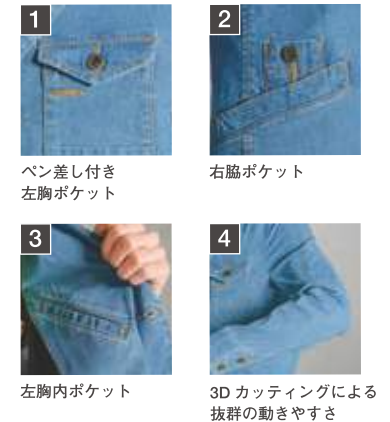 1
ペン差し付き
左胸ポケット
2
右脇ポケット
3
左胸内ポケット
4
3D カッティングによる
抜群の動きやすさ